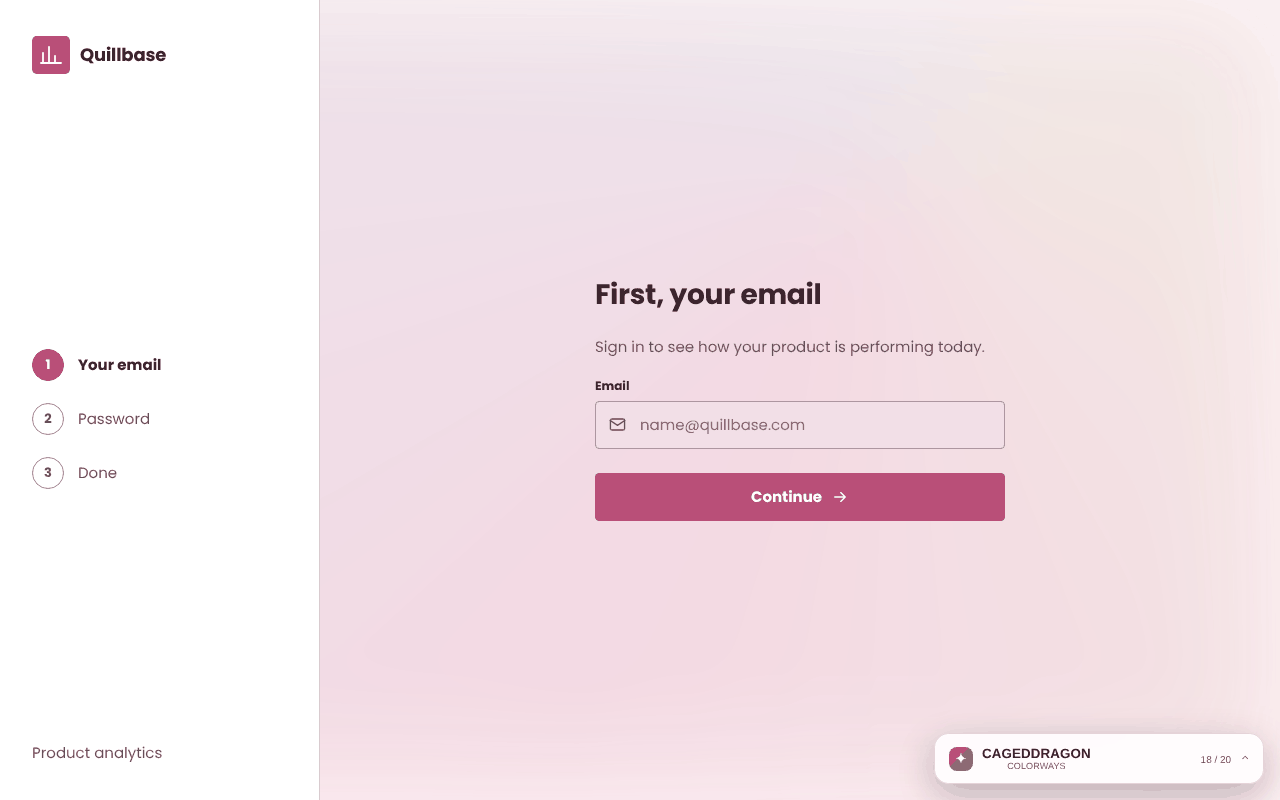 Quillbase
1 Your email
2 Password
3 Done
Product analytics
First, your email
Sign in to see how your product is performing today.
Email
name@quillbase.com
Continue →
CAGEDDRAGON
COLORWAYS
18 / 20